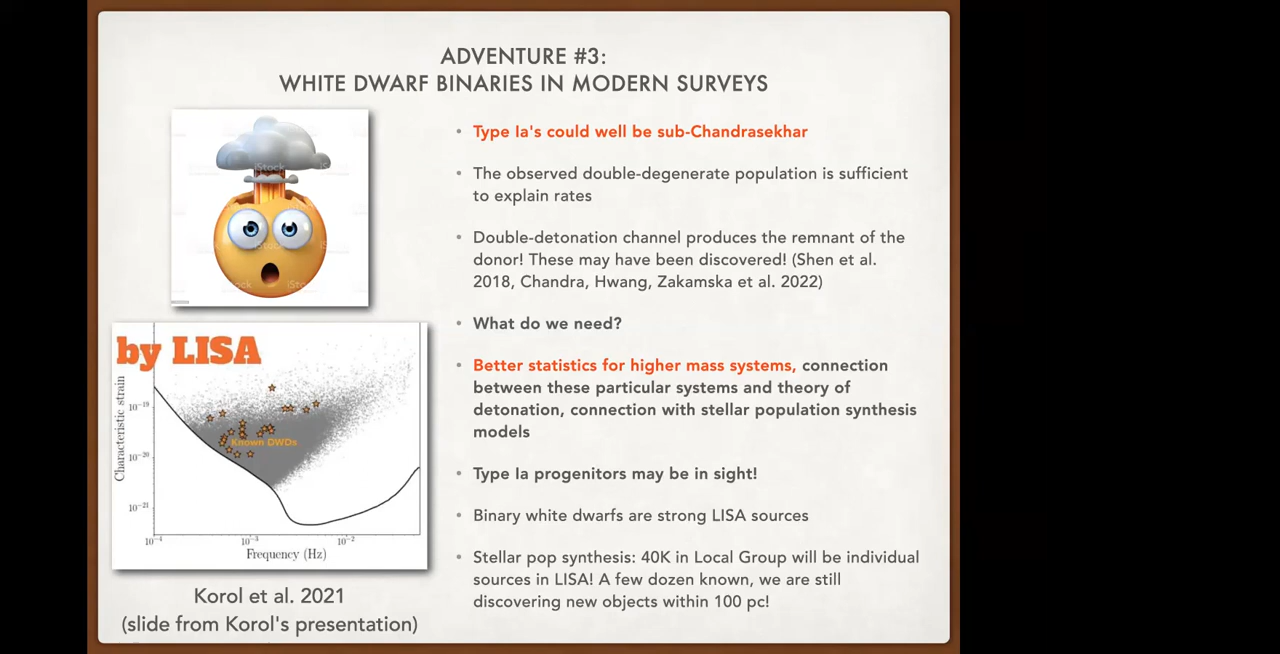 ADVENTURE #3:
WHITE DWARF BINARIES IN MODERN SURVEYS
iStock
iStock
iStock
iStock
• Type Ia's could well be sub-Chandrasekhar
• The observed double-degenerate population is sufficient
to explain rates
• Double-detonation channel produces the remnant of the
donor! These may have been discovered! (Shen et al.
2018, Chandra, Hwang, Zakamska et al. 2022)
• What do we need?
• Better statistics for higher mass systems, connection
between these particular systems and theory of
detonation, connection with stellar population synthesis
models
• Type Ia progenitors may be in sight!
• Binary white dwarfs are strong LISA sources
• Stellar pop synthesis: 40K in Local Group will be individual
sources in LISA! A few dozen known, we are still
discovering new objects within 100 pc!
by LISA
Characteristic strain
10⁻¹⁹
Known DWDs
10⁻²⁰
10⁻²¹
10⁻⁴ 10⁻³ 10⁻²
Frequency (Hz)
Korol et al. 2021
(slide from Korol's presentation)